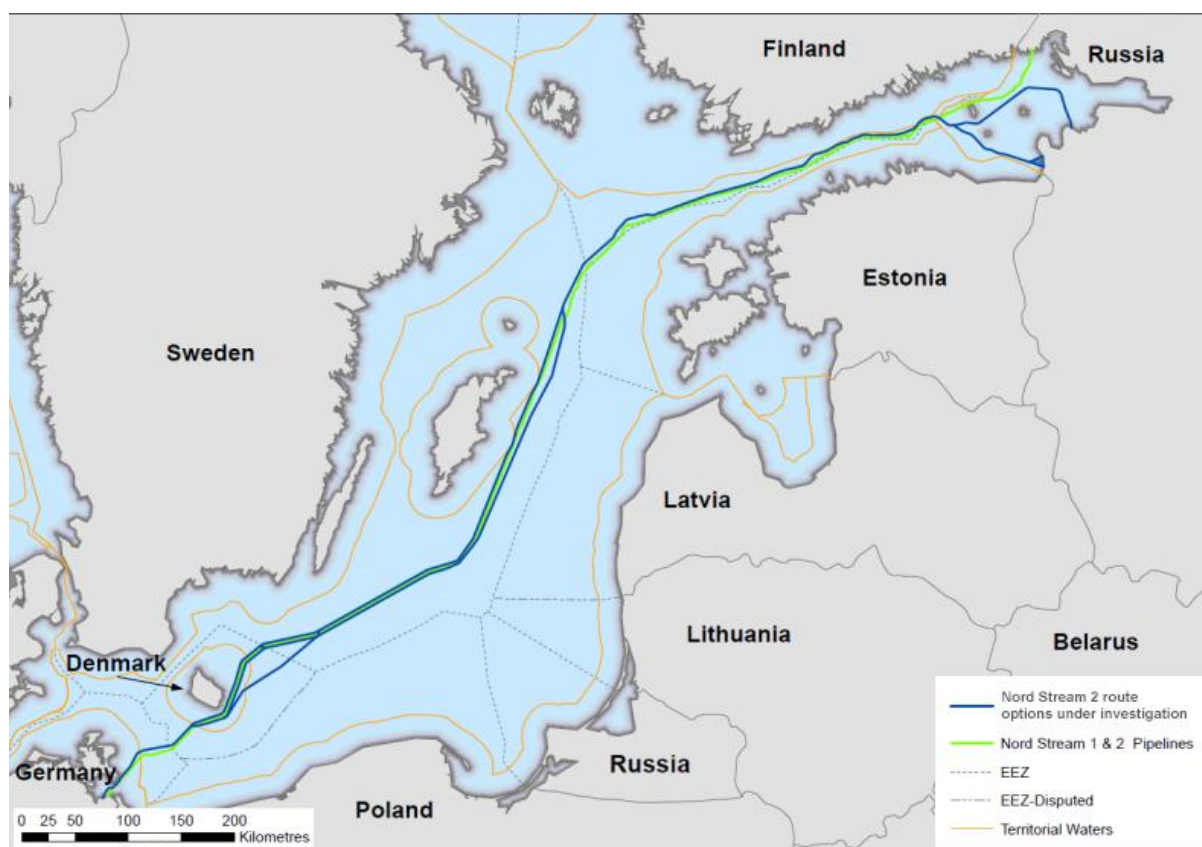 Finland
Russia
Estonia
Sweden
Latvia
Lithuania
Belarus
Denmark
Germany
Poland
Russia
0 25 50 100 150 200
Kilometres
Nord Stream 2 route
options under investigation
Nord Stream 1 & 2 Pipelines
EEZ
EEZ-Disputed
Territorial Waters